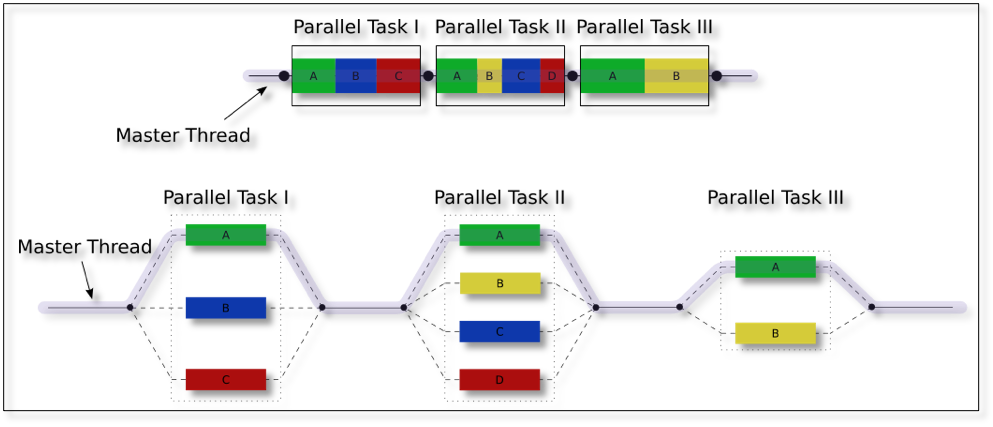 Parallel Task I Parallel Task II Parallel Task III
A B C A B C D A B
Master Thread
Parallel Task I Parallel Task II Parallel Task III
Master Thread
A A
B
A
B
C
B
C D